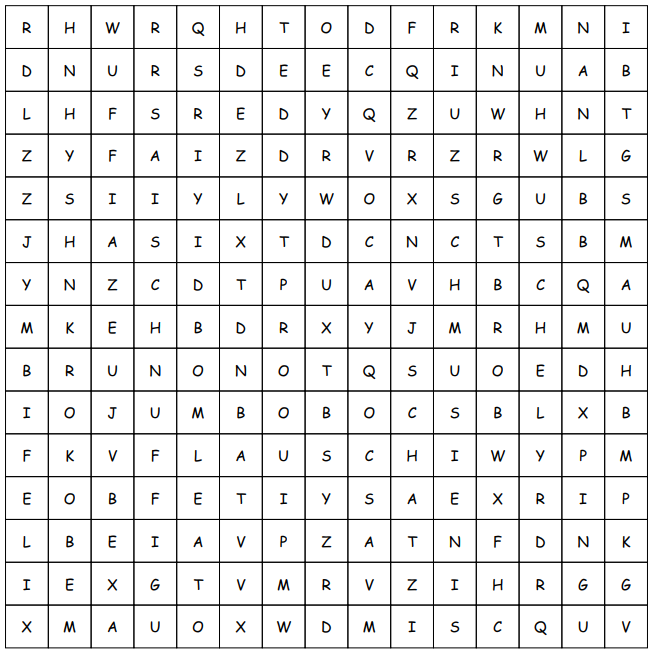 R H W R Q H T O D F R K M N I
D N U R S D E E C Q I N U A B
L H F S R E D Y Q Z U W H N T
Z Y F A I Z D R V R Z R W L G
Z S I I Y L Y W O X S G U B S
J H A S I X T D C N C T S B M
Y N Z C D T P U A V H B C Q A
M K E H B D R X Y J M R H M U
B R U N O N O T Q S U O E D H
I O J U M B O B O C S B L X B
F K V F L A U S C H I W Y P M
E O B F E T I Y S A E X R I P
L B E I A V P Z A T N F D N K
I E X G T V M R V Z I H R G G
X M A U O X W D M I S C Q U V